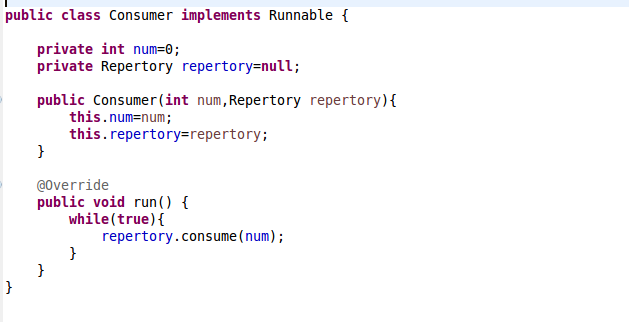 public class Consumer implements Runnable {
private int num=0;
private Repertory repertory=null;
public Consumer(int num,Repertory repertory){
this.num=num;
this.repertory=repertory;
}
@Override
public void run() {
while(true){
repertory.consume(num);
}
}
}